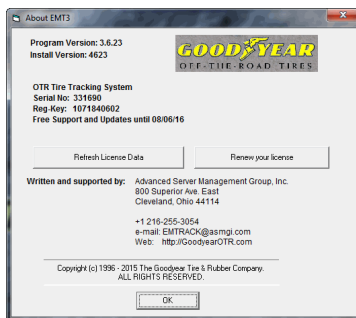 About EMT3
Program Version: 3.6.23
Install Version: 4623
GOODYEAR
OFF-THE-ROAD TIRES
OTR Tire Tracking System
Serial No: 331690
Reg-Key: 1071840602
Free Support and Updates until 08/06/16
Refresh License Data
Renew your license
Written and supported by: Advanced Server Management Group, Inc.
800 Superior Ave. East
Cleveland, Ohio 44114
+1 216-255-3054
e-mail: EMTRACK@asmgi.com
Web: http://GoodyearOTR.com
Copyright (c) 1996 - 2015 The Goodyear Tire & Rubber Company.
ALL RIGHTS RESERVED.
OK